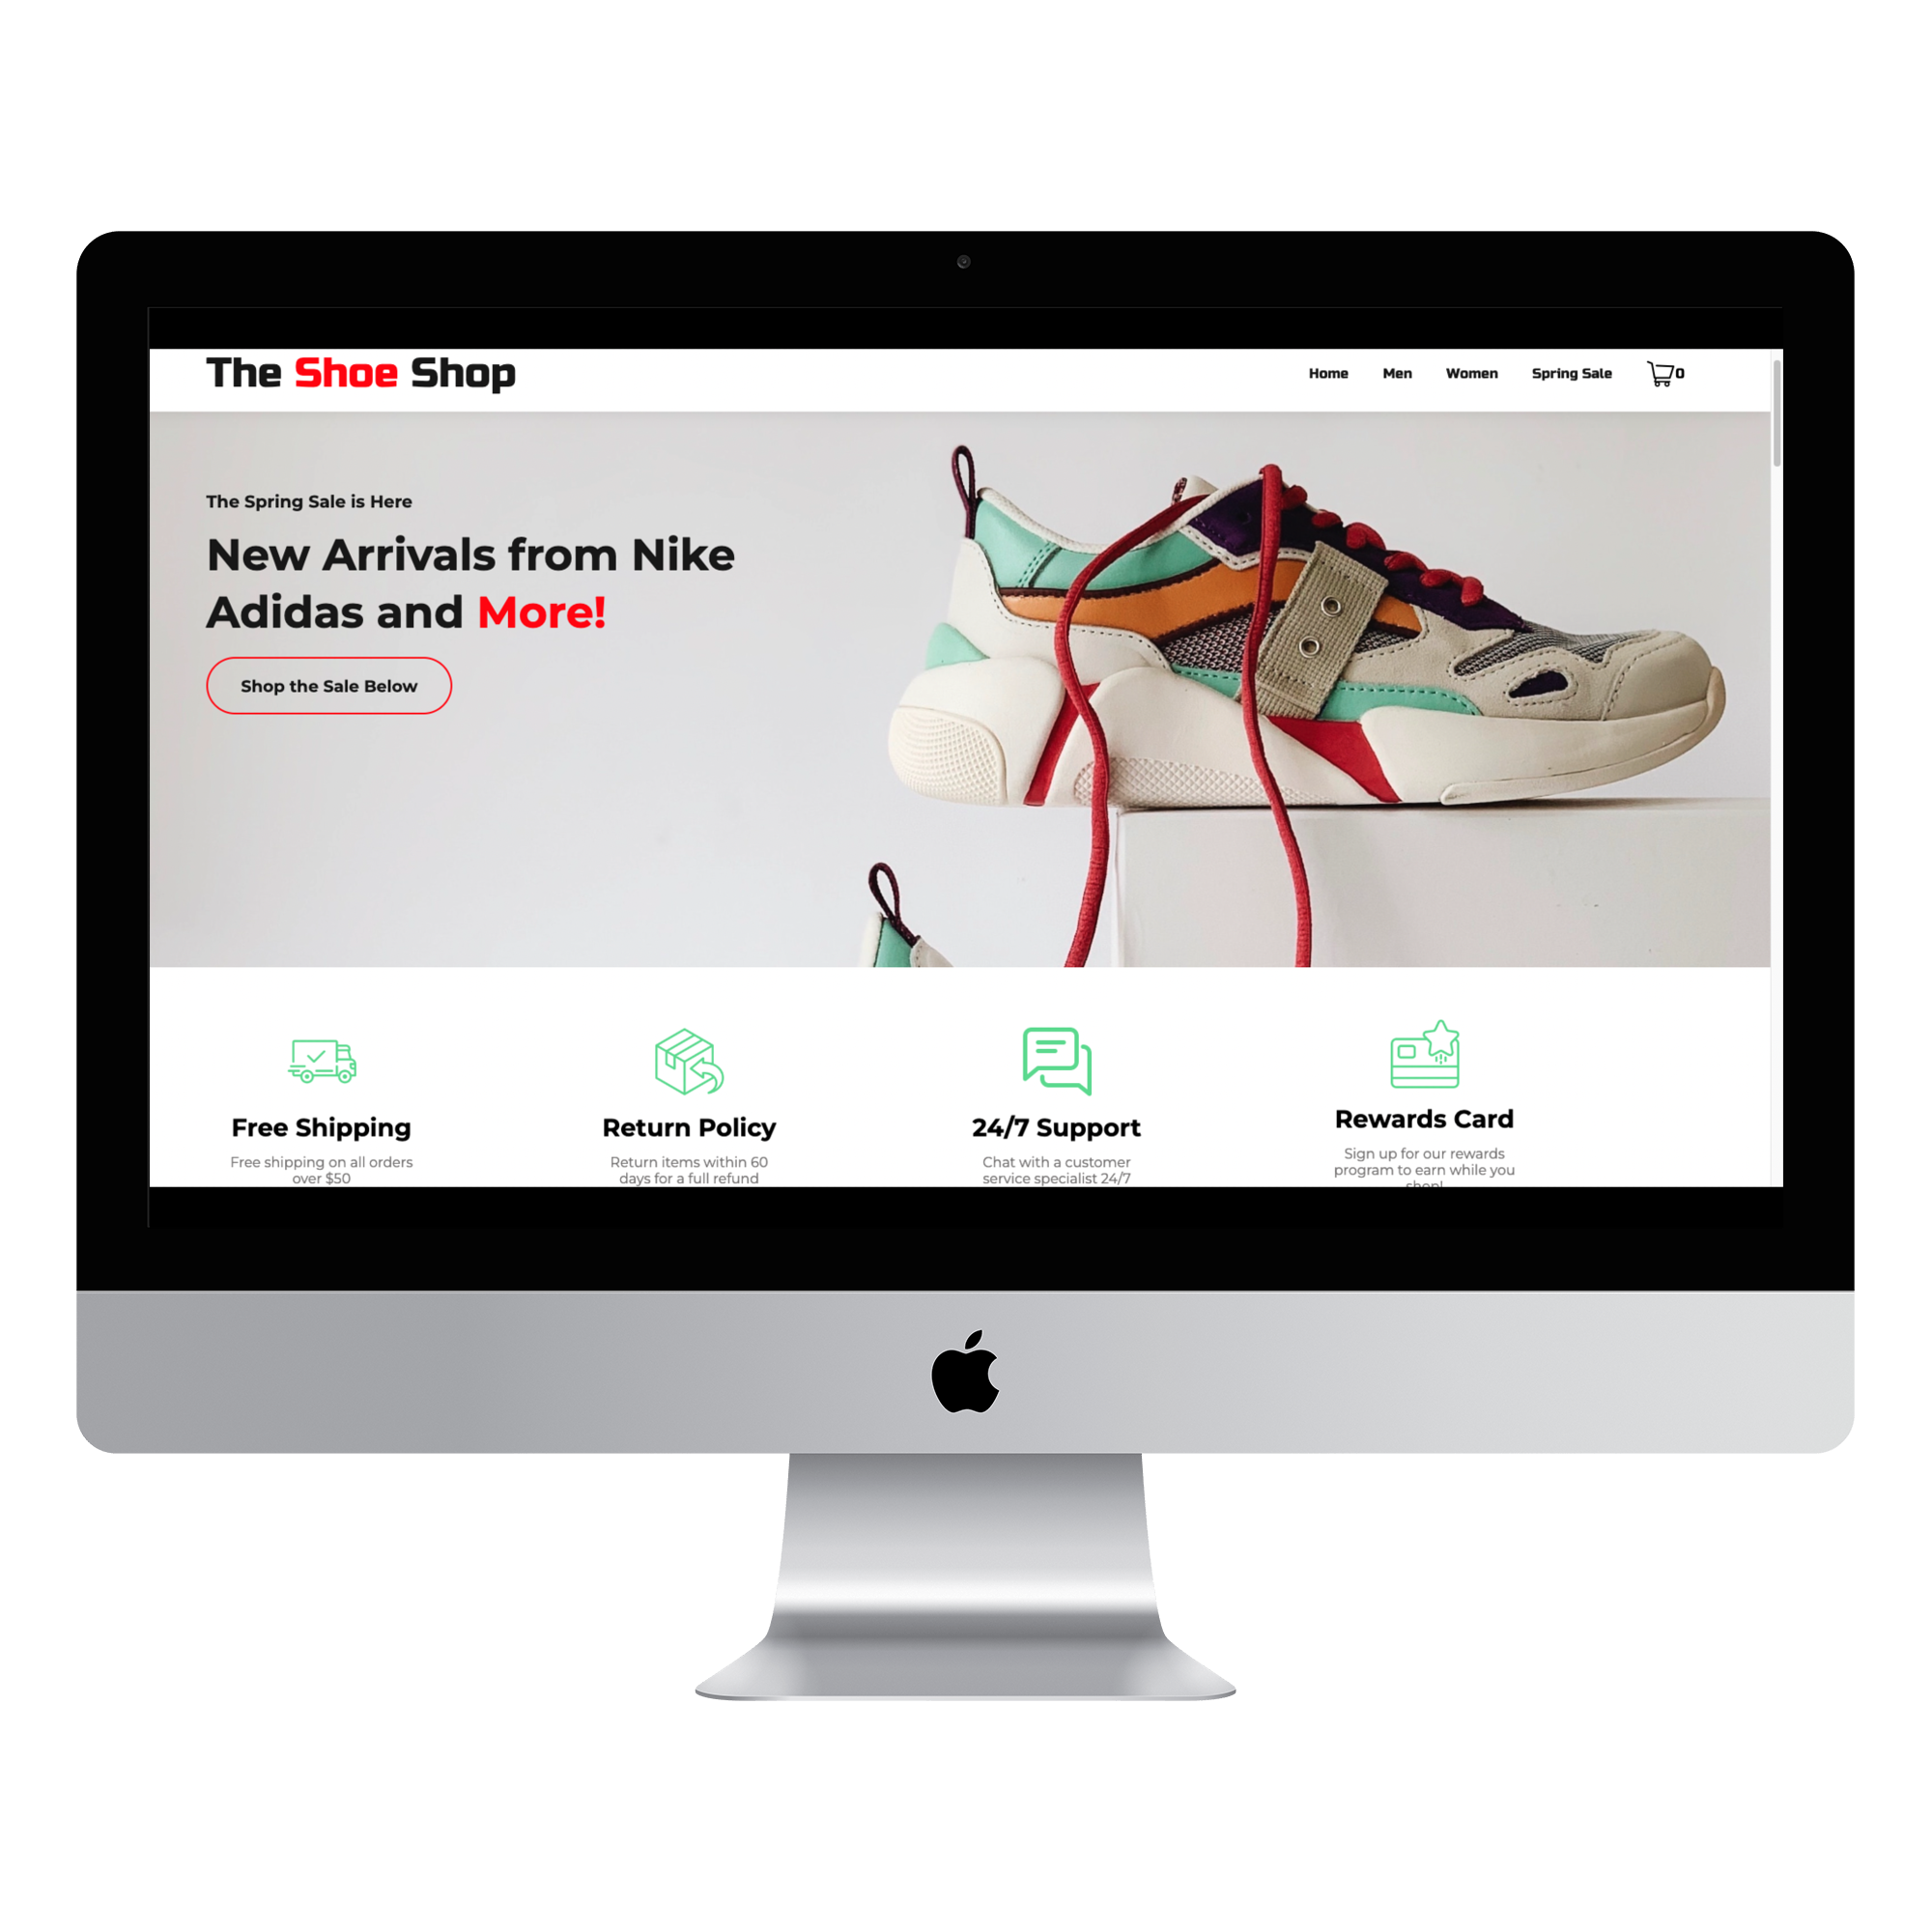 The Shoe Shop
Home Men Women Spring Sale 0
The Spring Sale is Here
New Arrivals from Nike
Adidas and More!
Shop the Sale Below
Free Shipping
Free shipping on all orders
over $50
Return Policy
Return items within 60
days for a full refund
24/7 Support
Chat with a customer
service specialist 24/7
Rewards Card
Sign up for our rewards
program to earn while you
shop!